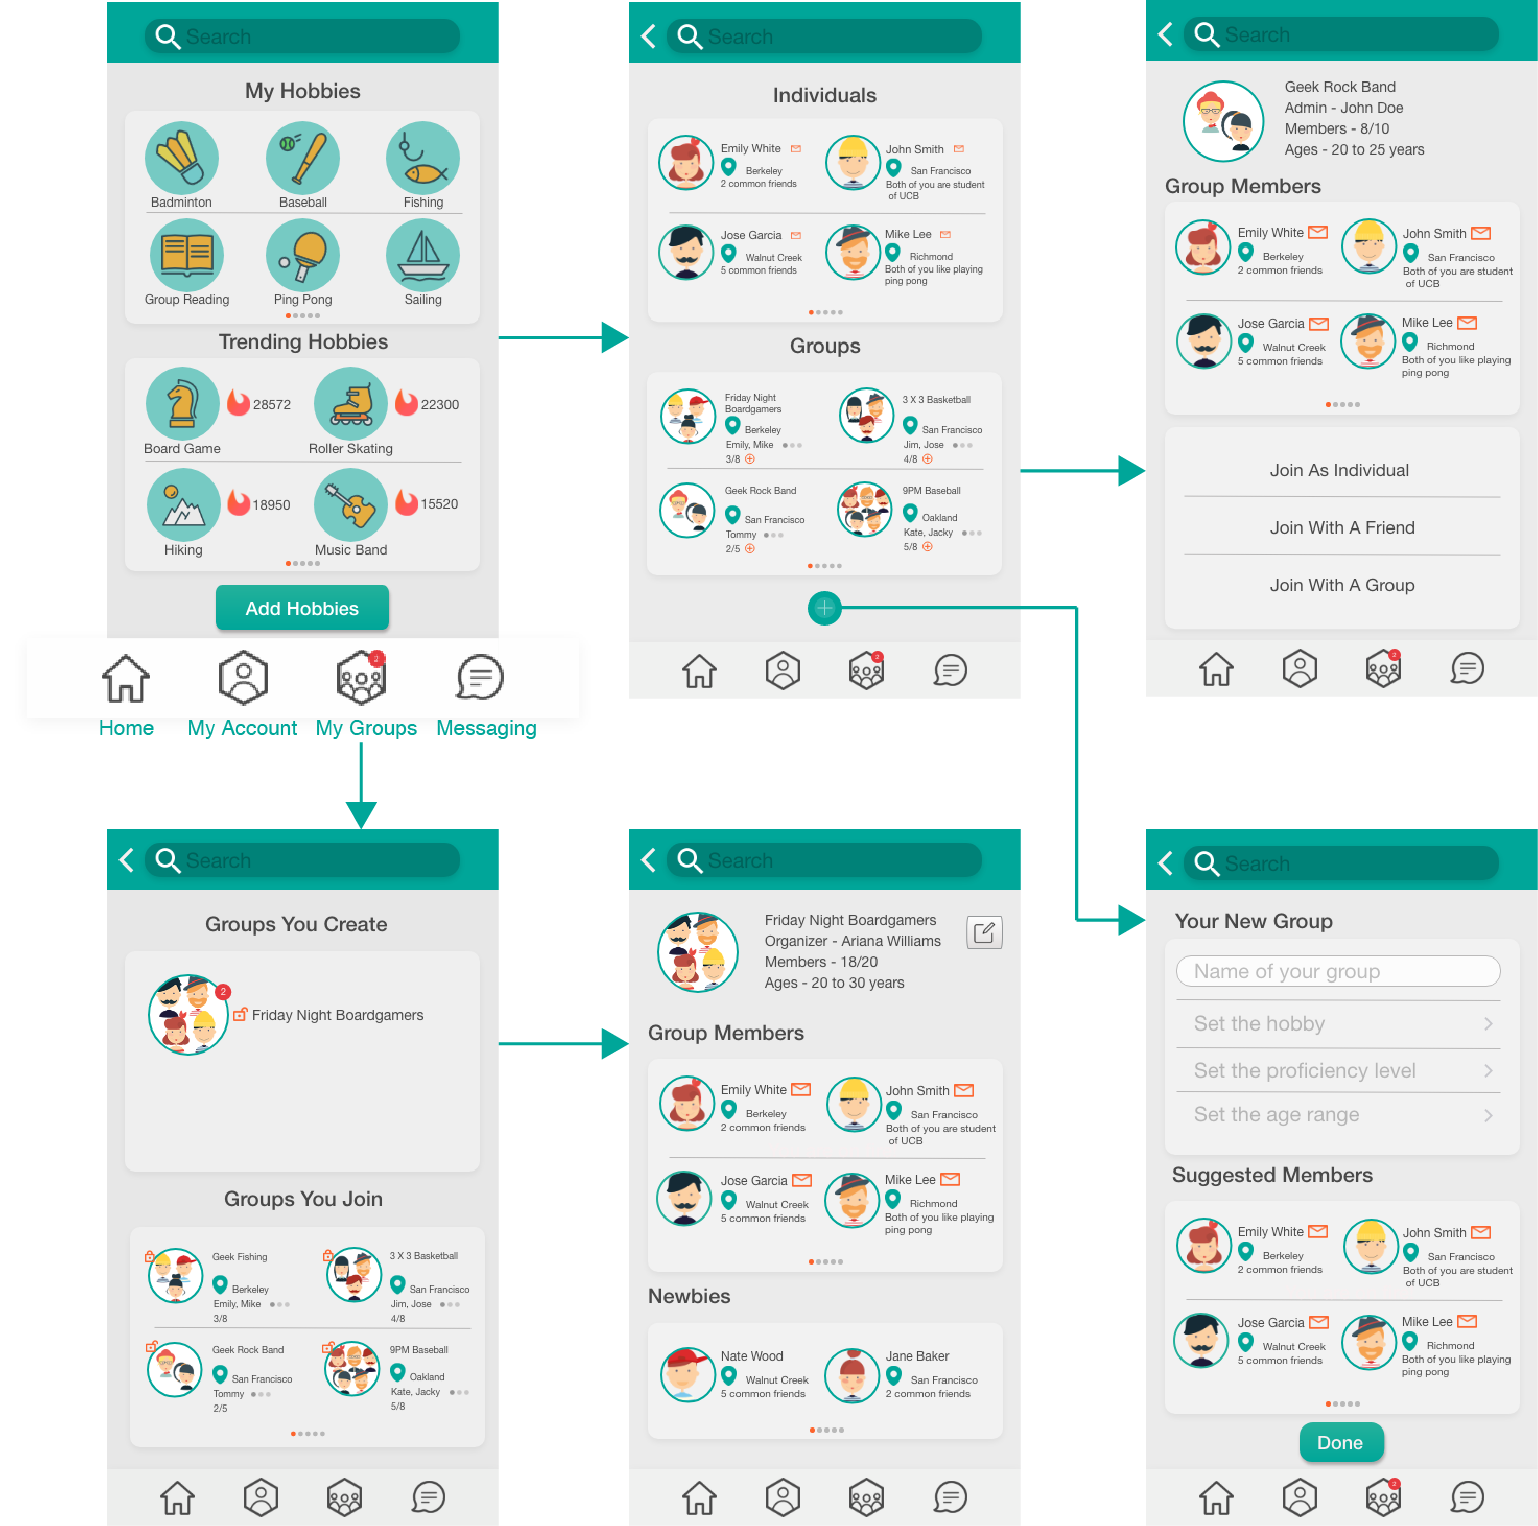 Search
My Hobbies
Badminton
Baseball
Fishing
Group Reading
Ping Pong
Sailing
Trending Hobbies
28572
22300
Board Game
Roller Skating
18950
15520
Hiking
Music Band
Add Hobbies
2
Home
My Account
My Groups
Messaging
Search
Individuals
Emily White
Berkeley
2 common friends
John Smith
San Francisco
Both of you are student
of UCB
Jose Garcia
Walnut Creek
5 common friends
Mike Lee
Richmond
Both of you like playing
ping pong
Groups
Friday Night
Boardgamers
Berkeley
Emily, Mike
3/8
3 X 3 Basketball
San Francisco
Jim, Jose
4/8
Geek Rock Band
San Francisco
Tommy
2/5
9PM Baseball
Oakland
Kate, Jacky
5/8
2
Search
Geek Rock Band
Admin - John Doe
Members - 8/10
Ages - 20 to 25 years
Group Members
Emily White
Berkeley
2 common friends
John Smith
San Francisco
Both of you are student
of UCB
Jose Garcia
Walnut Creek
5 common friends
Mike Lee
Richmond
Both of you like playing
ping pong
Join As Individual
Join With A Friend
Join With A Group
2
Search
Groups You Create
2
Friday Night Boardgamers
Groups You Join
Geek Fishing
Berkeley
Emily, Mike
3/8
3 X 3 Basketball
San Francisco
Jim, Jose
4/8
Geek Rock Band
San Francisco
Tommy
2/5
9PM Baseball
Oakland
Kate, Jacky
5/8
Search
Friday Night Boardgamers
Organizer - Ariana Williams
Members - 18/20
Ages - 20 to 30 years
Group Members
Emily White
Berkeley
2 common friends
John Smith
San Francisco
Both of you are student
of UCB
Jose Garcia
Walnut Creek
5 common friends
Mike Lee
Richmond
Both of you like playing
ping pong
Newbies
Nate Wood
Walnut Creek
5 common friends
Jane Baker
San Francisco
2 common friends
Search
Your New Group
Name of your group
Set the hobby
Set the proficiency level
Set the age range
Suggested Members
Emily White
Berkeley
2 common friends
John Smith
San Francisco
Both of you are student
of UCB
Jose Garcia
Walnut Creek
5 common friends
Mike Lee
Richmond
Both of you like playing
ping pong
Done
2